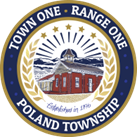 TOWN ONE • RANGE ONE
Established in 1796
POLAND TOWNSHIP